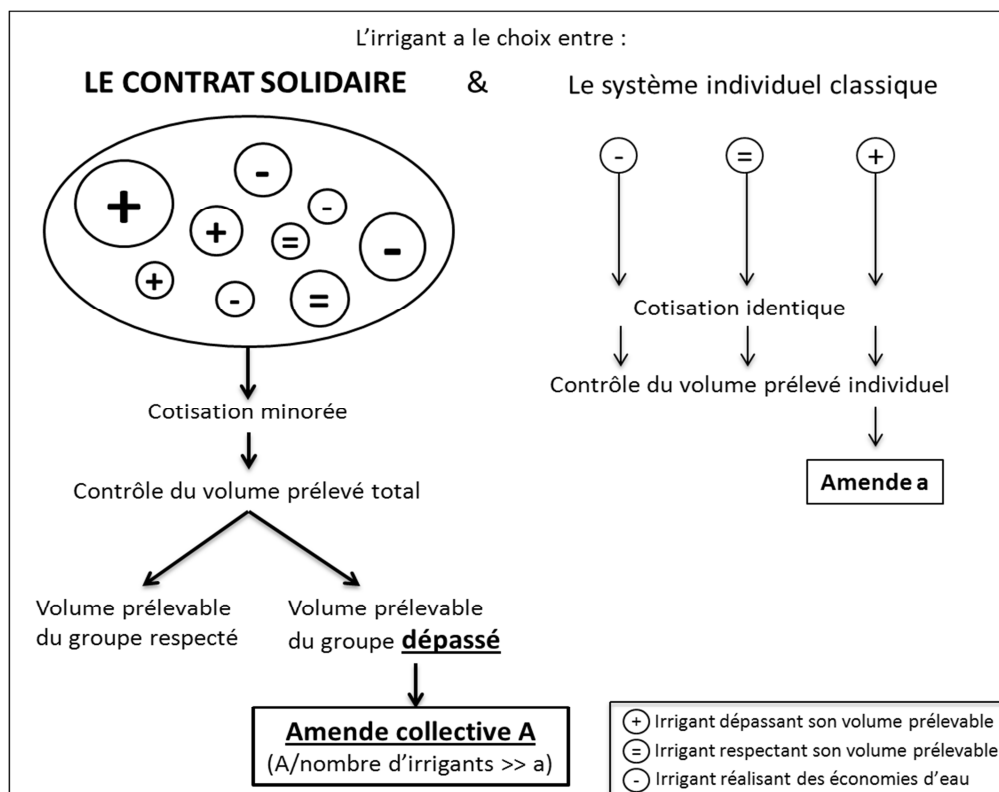 L'irrigant a le choix entre :
LE CONTRAT SOLIDAIRE & Le système individuel classique
+ - - + = - + - =
- = +
Cotisation minorée
Contrôle du volume prélevé total
Volume prélevable
du groupe respecté
Volume prélevable
du groupe dépassé
Amende collective A
(A/nombre d'irrigants >> a)
Cotisation identique
Contrôle du volume prélevé individuel
Amende a
+ Irrigant dépassant son volume prélevable
= Irrigant respectant son volume prélevable
- Irrigant réalisant des économies d'eau